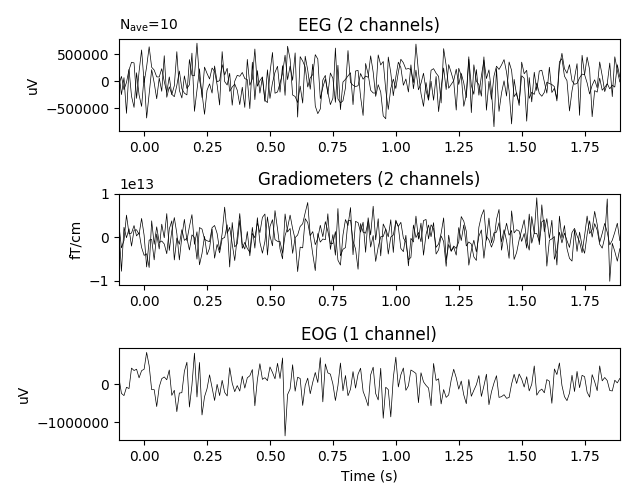 N_ave=10
EEG (2 channels)
500000
0
−500000
uV
0.00 0.25 0.50 0.75 1.00 1.25 1.50 1.75
Gradiometers (2 channels)
1e13
1
0
−1
fT/cm
0.00 0.25 0.50 0.75 1.00 1.25 1.50 1.75
EOG (1 channel)
0
−1000000
uV
0.00 0.25 0.50 0.75 1.00 1.25 1.50 1.75
Time (s)